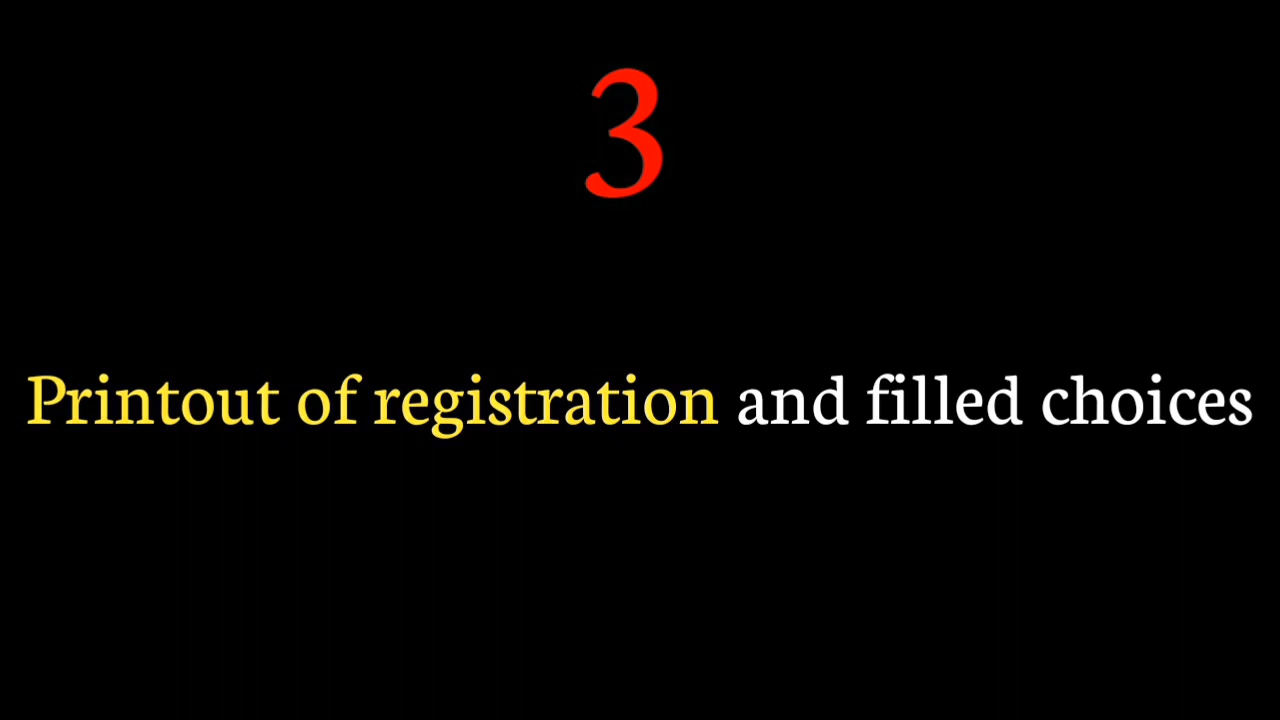 3
Printout of registration and filled choices